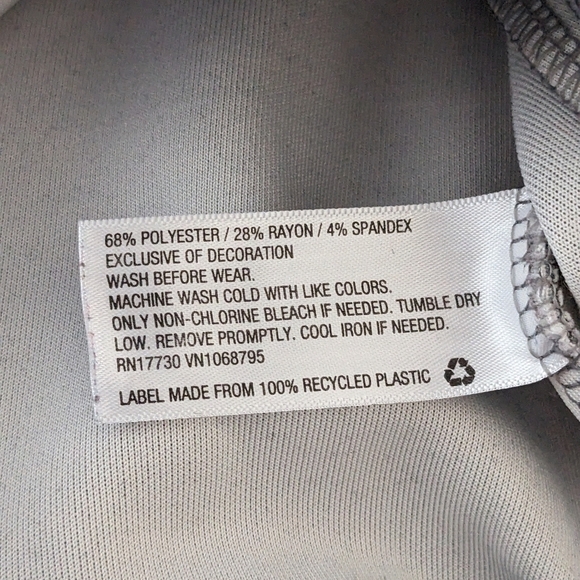 68% POLYESTER / 28% RAYON / 4% SPANDEX
EXCLUSIVE OF DECORATION
WASH BEFORE WEAR.
MACHINE WASH COLD WITH LIKE COLORS.
ONLY NON-CHLORINE BLEACH IF NEEDED. TUMBLE DRY
LOW. REMOVE PROMPTLY. COOL IRON IF NEEDED.
RN17730 VN1068795
LABEL MADE FROM 100% RECYCLED PLASTIC